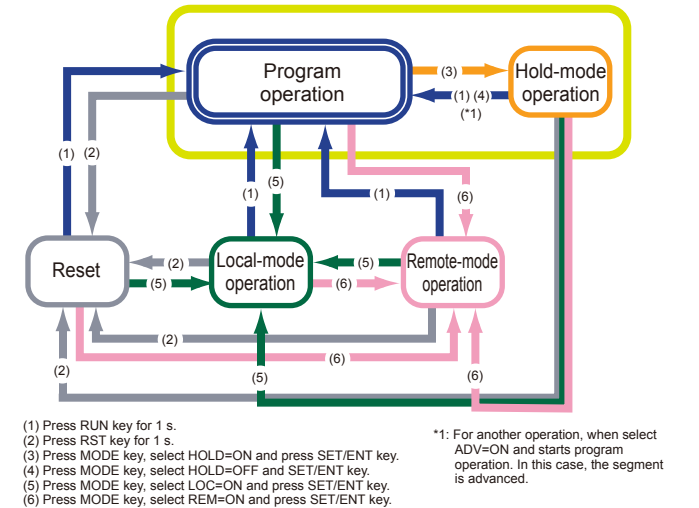 Program
operation
(3)
Hold-mode
operation
(1) (4)
(*1)
(1)
(2)
(1)
(5)
(1)
(6)
Reset
(2)
(5)
Local-mode
operation
(5)
(6)
Remote-mode
operation
(2)
(6)
(2)
(5)
(6)
(1) Press RUN key for 1 s.
(2) Press RST key for 1 s.
(3) Press MODE key, select HOLD=ON and press SET/ENT key.
(4) Press MODE key, select HOLD=OFF and SET/ENT key.
(5) Press MODE key, select LOC=ON and press SET/ENT key.
(6) Press MODE key, select REM=ON and press SET/ENT key.
*1: For another operation, when select
ADV=ON and starts program
operation. In this case, the segment
is advanced.